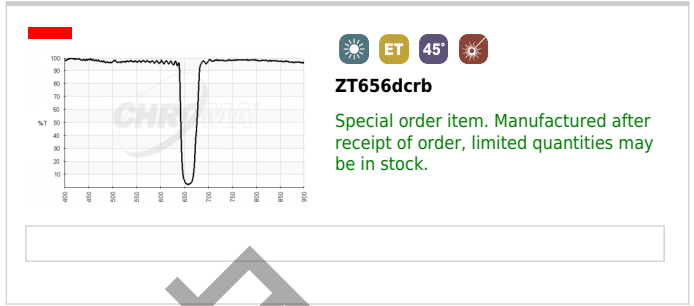 ET
45°
ZT656dcrb
Special order item. Manufactured after
receipt of order, limited quantities may
be in stock.
100
90
80
70
60
%T 50
40
30
20
10
400 450 500 550 600 650 700 750 800 850 900
CHROMA